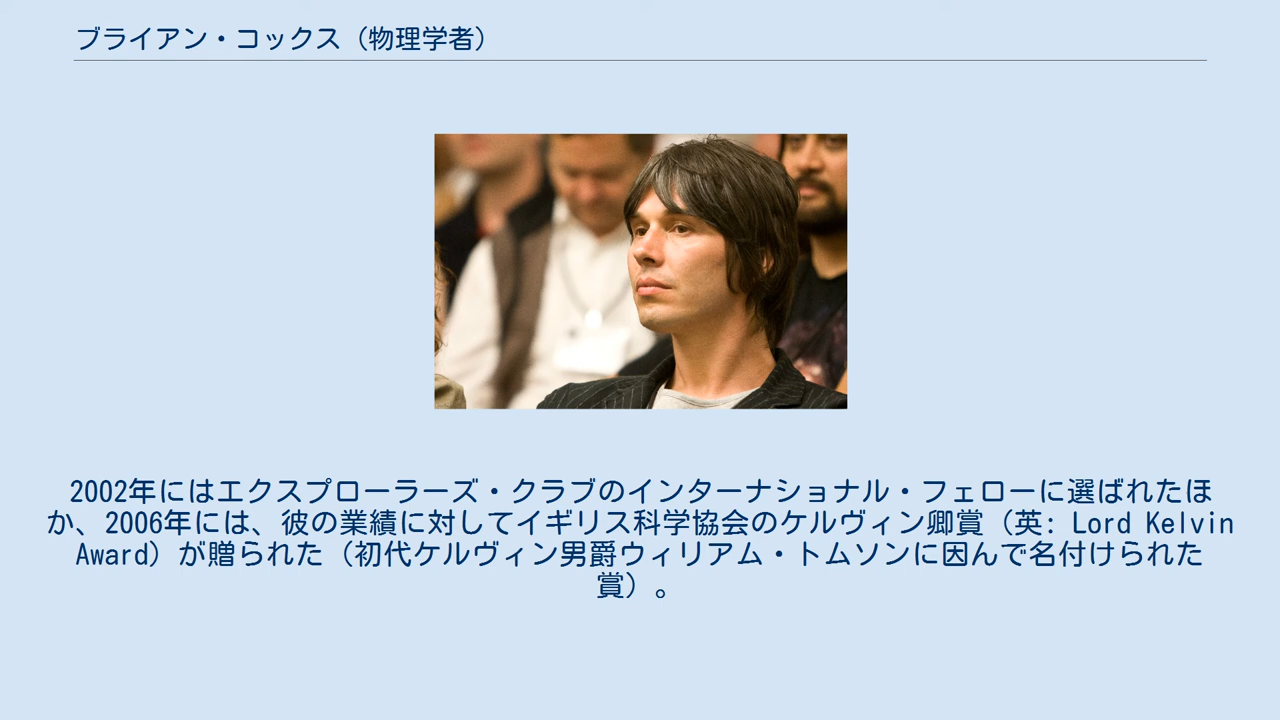 ブライアン・コックス（物理学者）
2002年にはエクスプローラーズ・クラブのインターナショナル・フェローに選ばれたほ
か、2006年には、彼の業績に対してイギリス科学協会のケルヴィン卿賞（英: Lord Kelvin
Award）が贈られた（初代ケルヴィン男爵ウィリアム・トムソンに因んで名付けられた
賞）。